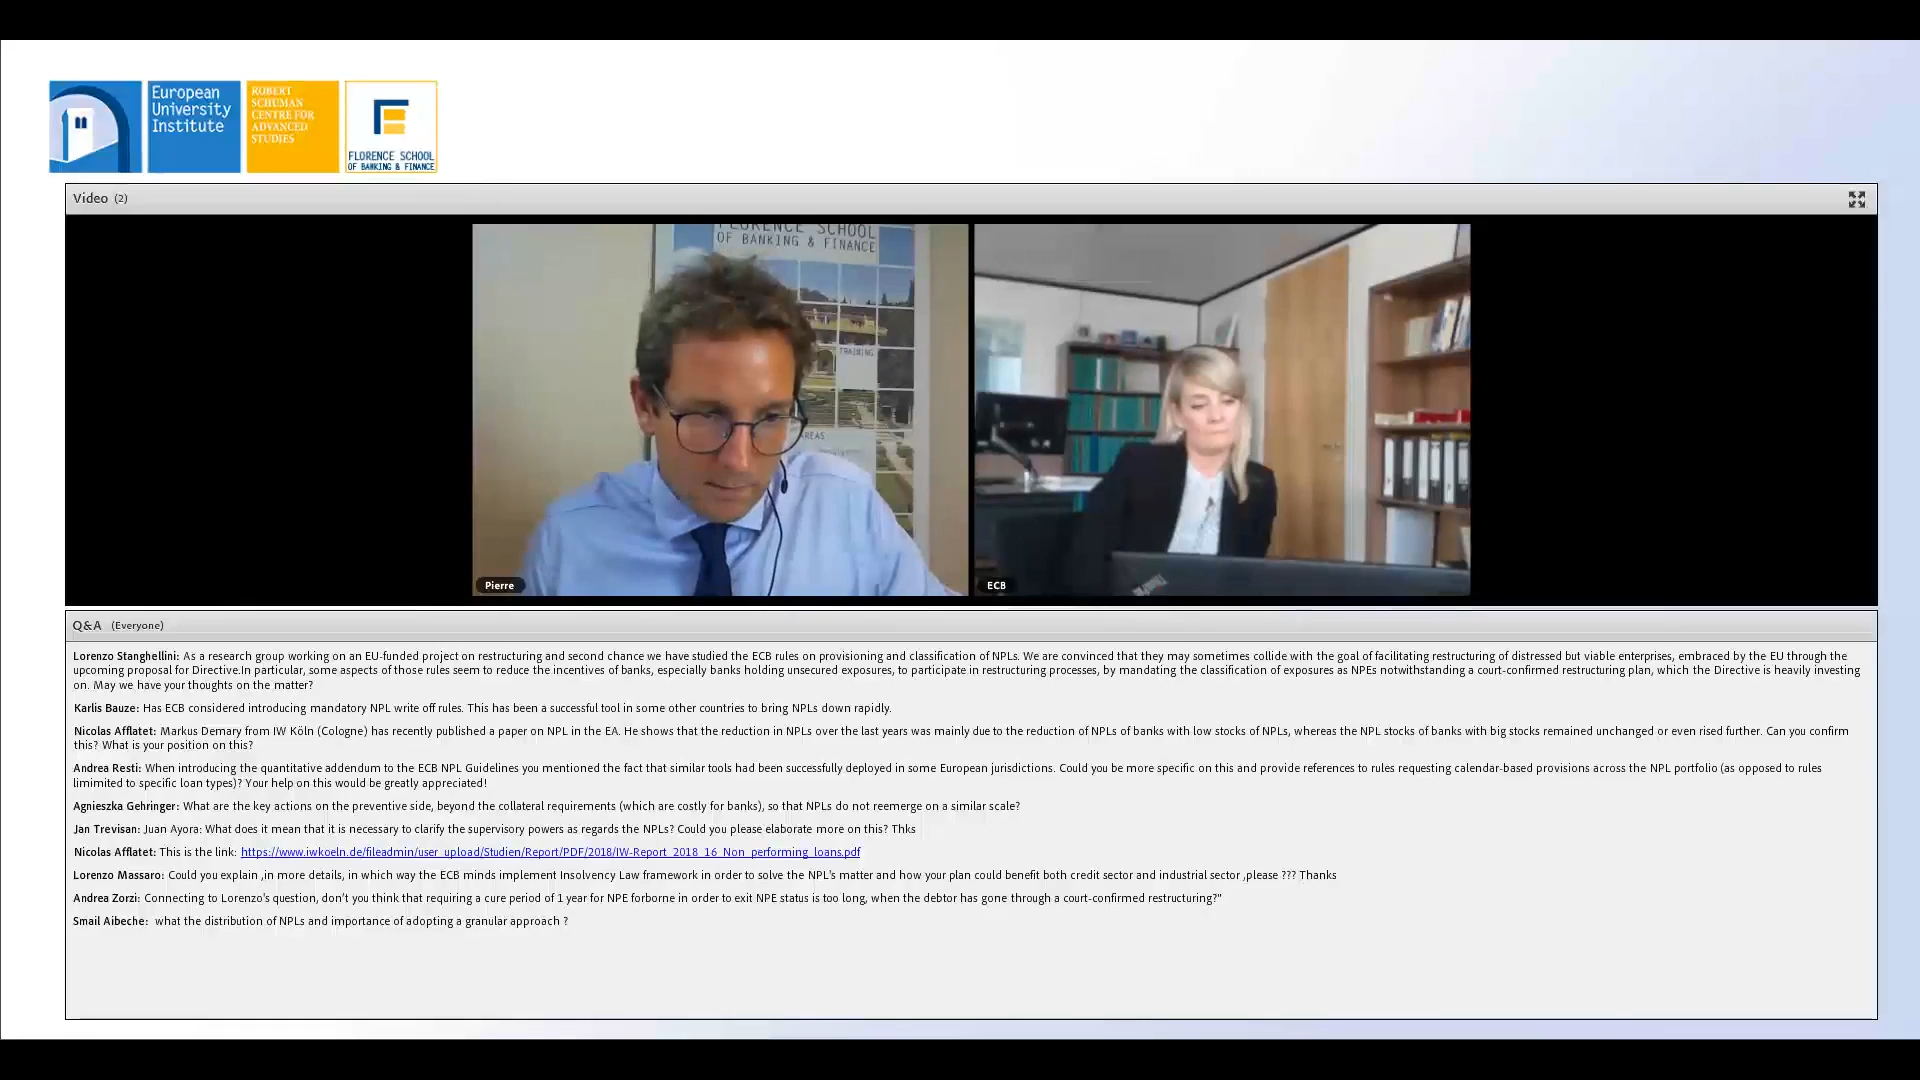 European
University
Institute
ROBERT
SCHUMAN
CENTRE FOR
ADVANCED
STUDIES
FLORENCE SCHOOL
OF BANKING & FINANCE
Video (2)
FLORENCE SCHOOL
OF BANKING & FINANCE
TRAINING
AREAS
Pierre
ECB
Q&A (Everyone)
Lorenzo Stanghellini: As a research group working on an EU-funded project on restructuring and second chance we have studied the ECB rules on provisioning and classification of NPLs. We are convinced that they may sometimes collide with the goal of facilitating restructuring of distressed but viable enterprises, embraced by the EU through the
upcoming proposal for Directive.In particular, some aspects of those rules seem to reduce the incentives of banks, especially banks holding unsecured exposures, to participate in restructuring processes, by mandating the classification of exposures as NPEs notwithstanding a court-confirmed restructuring plan, which the Directive is heavily investing
on. May we have your thoughts on the matter?
Karlis Bauze: Has ECB considered introducing mandatory NPL write off rules. This has been a successful tool in some other countries to bring NPLs down rapidly.
Nicolas Afflatet: Markus Demary from IW Köln (Cologne) has recently published a paper on NPL in the EA. He shows that the reduction in NPLs over the last years was mainly due to the reduction of NPLs of banks with low stocks of NPLs, whereas the NPL stocks of banks with big stocks remained unchanged or even rised further. Can you confirm
this? What is your position on this?
Andrea Resti: When introducing the quantitative addendum to the ECB NPL Guidelines you mentioned the fact that similar tools had been successfully deployed in some European jurisdictions. Could you be more specific on this and provide references to rules requesting calendar-based provisions across the NPL portfolio (as opposed to rules
limimited to specific loan types)? Your help on this would be greatly appreciated!
Agnieszka Gehringer: What are the key actions on the preventive side, beyond the collateral requirements (which are costly for banks), so that NPLs do not reemerge on a similar scale?
Jan Trevisan: Juan Ayora: What does it mean that it is necessary to clarify the supervisory powers as regards the NPLs? Could you please elaborate more on this? Thks
Nicolas Afflatet: This is the link: https://www.iwkoeln.de/fileadmin/user_upload/Studien/Report/PDF/2018/IW-Report_2018_16_Non_performing_loans.pdf
Lorenzo Massaro: Could you explain ,in more details, in which way the ECB minds implement Insolvency Law framework in order to solve the NPL's matter and how your plan could benefit both credit sector and industrial sector ,please ??? Thanks
Andrea Zorzi: Connecting to Lorenzo's question, don't you think that requiring a cure period of 1 year for NPE forborne in order to exit NPE status is too long, when the debtor has gone through a court-confirmed restructuring?"
Smail Aibeche: what the distribution of NPLs and importance of adopting a granular approach ?